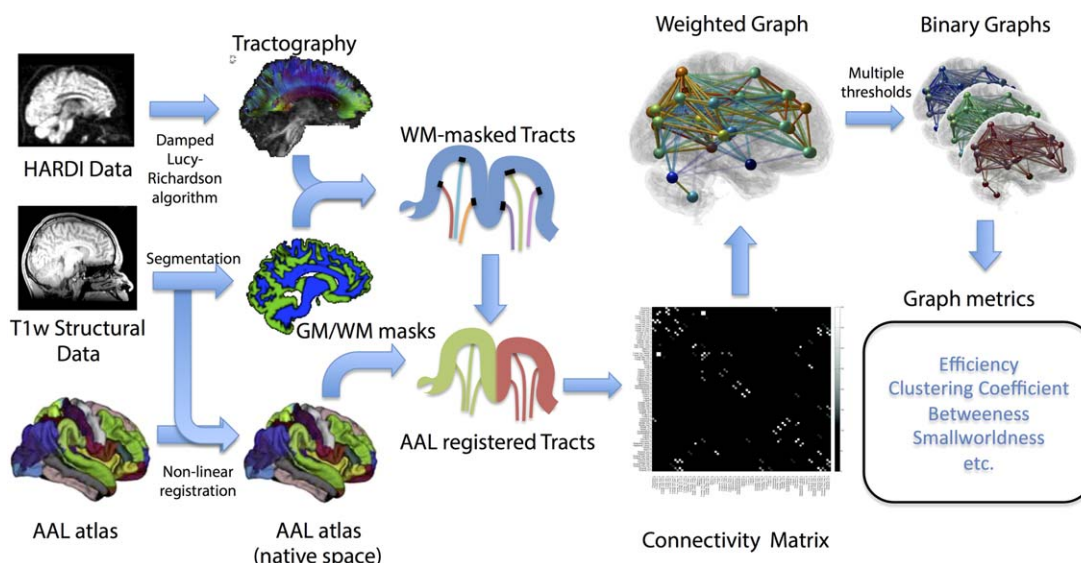 Weighted Graph
Binary Graphs
Tractography
Multiple
thresholds
WM-masked Tracts
HARDI Data
Damped
Lucy-
Richardson
algorithm
Segmentation
T1w Structural
Data
GM/WM masks
Graph metrics
Efficiency
Clustering Coefficient
Betweeness
Smallworldness
etc.
AAL registered Tracts
Non-linear
registration
AAL atlas
AAL atlas
(native space)
Connectivity Matrix